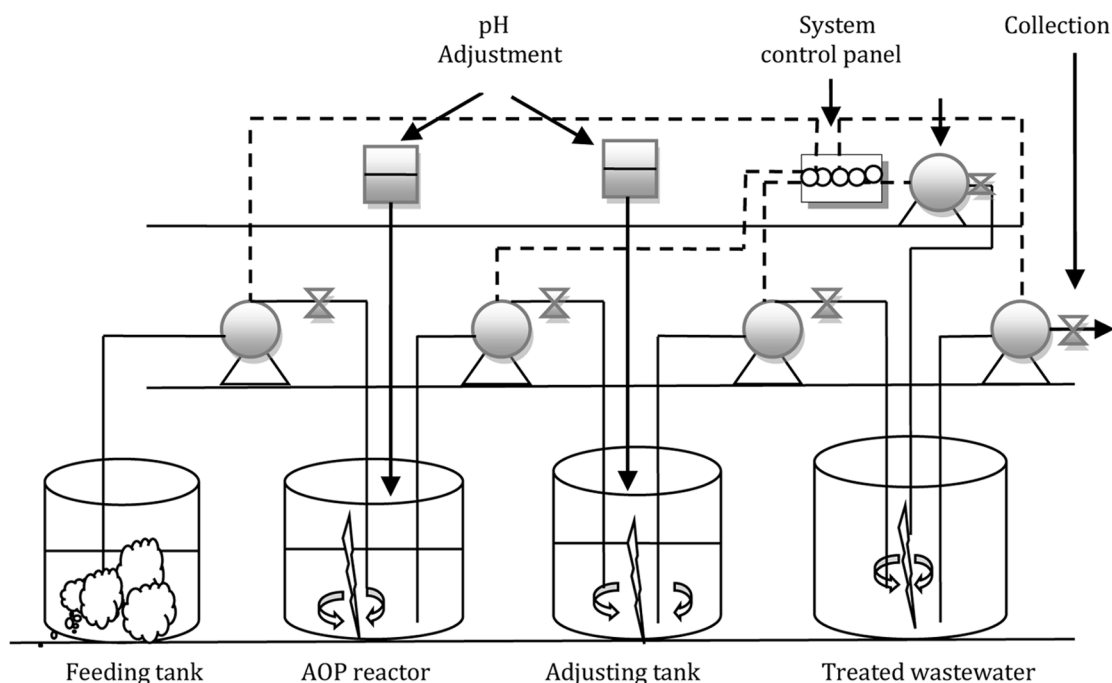 pH
Adjustment
System
control panel
Collection
Feeding tank
AOP reactor
Adjusting tank
Treated wastewater